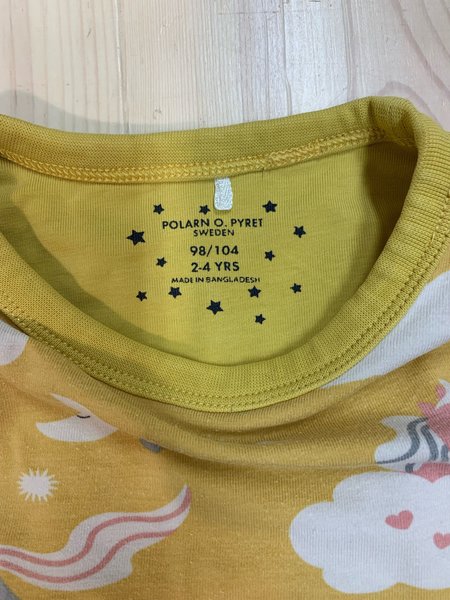 POLARN O. PYRET
SWEDEN
98/104
2-4 YRS
MADE IN BANGLADESH